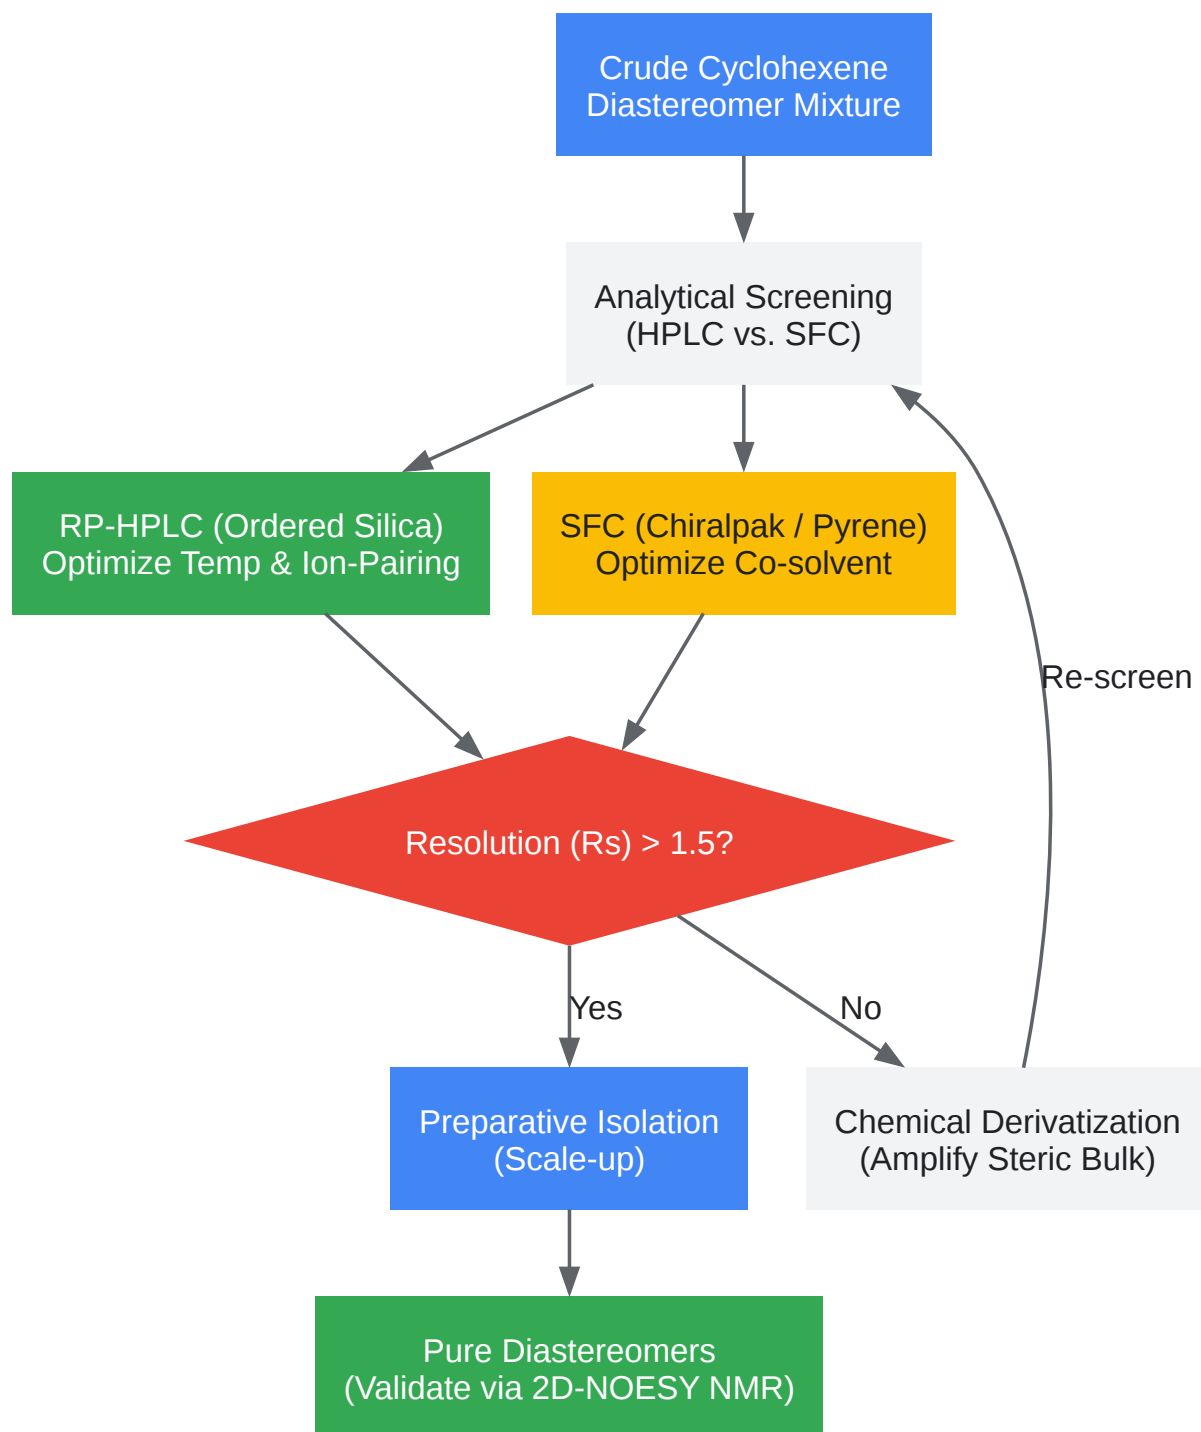 Crude Cyclohexene
Diastereomer Mixture
Analytical Screening
(HPLC vs. SFC)
RP-HPLC (Ordered Silica)
Optimize Temp & Ion-Pairing
SFC (Chiralpak / Pyrene)
Optimize Co-solvent
Re-screen
Resolution (Rs) > 1.5?
Yes
No
Preparative Isolation
(Scale-up)
Chemical Derivatization
(Amplify Steric Bulk)
Pure Diastereomers
(Validate via 2D-NOESY NMR)